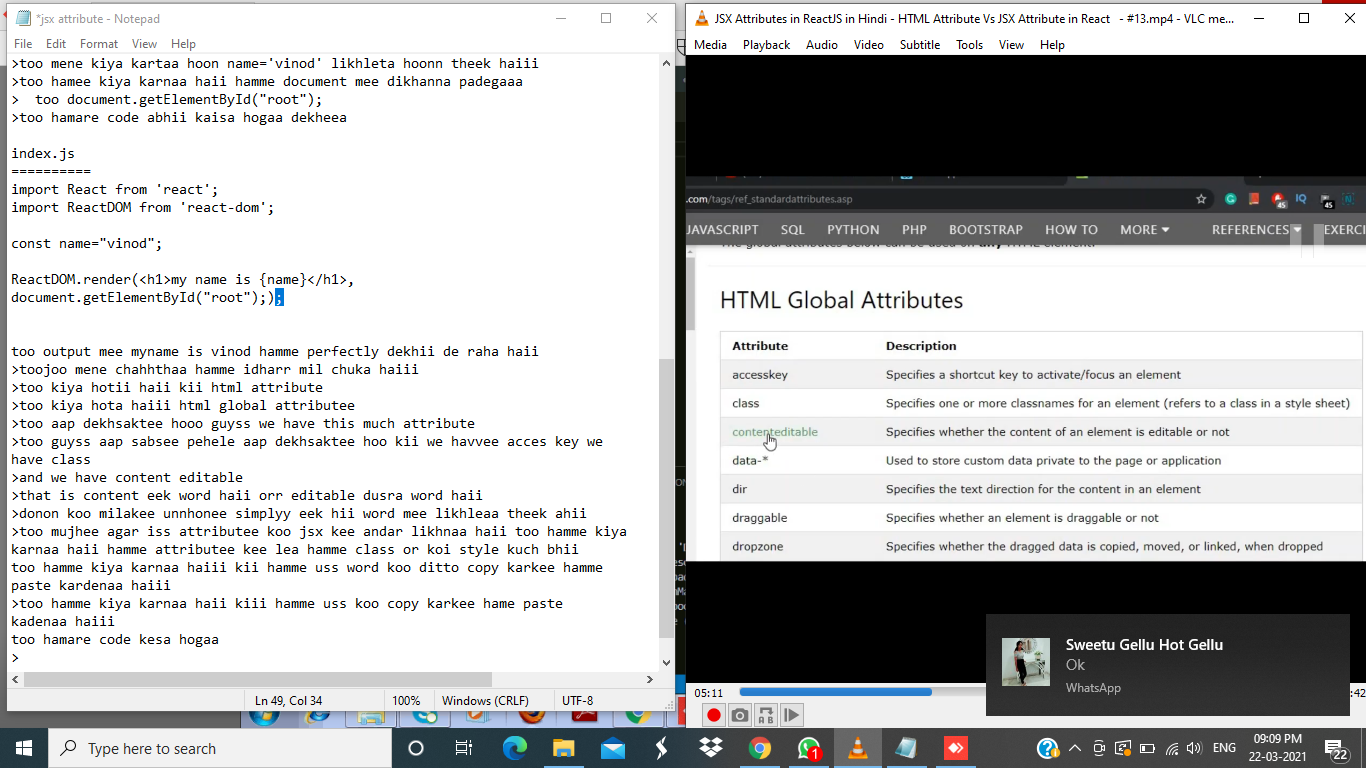 *jsx attribute - Notepad
File Edit Format View Help
>too mene kiya kartaa hoon name='vinod' likhleta hoonn theek haiii
>too hamee kiya karnaa haii hamme document mee dikhanna padegaaa
>  too document.getElementById("root");
>too hamare code abhii kaisa hogaa dekheea
index.js
==========
import React from 'react';
import ReactDOM from 'react-dom';
const name="vinod";
ReactDOM.render(<h1>my name is {name}</h1>,
document.getElementById("root"););
too output mee myname is vinod hamme perfectly dekhii de raha haii
>toojoo mene chahhthaa hamme idharr mil chuka haiii
>too kiya hotii haii kii html attribute
>too kiya hota haiii html global attributee
>too aap dekhsaktee hooo guyss we have this much attribute
>too guyss aap sabsee pehele aap dekhsaktee hoo kii we havvee acces key we
have class
>and we have content editable
>that is content eek word haii orr editable dusra word haii
>donon koo milakee unnhonee simplyy eek hii word mee likhleaa theek ahii
>too mujhee agar iss attributee koo jsx kee andar likhnaa haii too hamme kiya
karnaa haii hamme attributee kee lea hamme class or koi style kuch bhii
too hamme kiya karnaa haiii kii hamme uss word koo ditto copy karkee hamme
paste kardenaa haiii
>too hamme kiya karnaa haii kiii hamme uss koo copy karkee hame paste
kadenaa haiii
too hamare code kesa hogaa
>
Ln 49, Col 34 100% Windows (CRLF) UTF-8
JSX Attributes in ReactJS in Hindi - HTML Attribute Vs JSX Attribute in React - #13.mp4 - VLC me...
Media Playback Audio Video Subtitle Tools View Help
.com/tags/ref_standardattributes.asp
45 IQ 45
JAVASCRIPT SQL PYTHON PHP BOOTSTRAP HOW TO MORE REFERENCES EXERCI
The global attributes below can be used on any HTML element.
HTML Global Attributes
Attribute Description
accesskey Specifies a shortcut key to activate/focus an element
class Specifies one or more classnames for an element (refers to a class in a style sheet)
contenteditable Specifies whether the content of an element is editable or not
data-* Used to store custom data private to the page or application
dir Specifies the text direction for the content in an element
draggable Specifies whether an element is draggable or not
dropzone Specifies whether the dragged data is copied, moved, or linked, when dropped
Sweetu Gellu Hot Gellu
Ok
WhatsApp
05:11 :42
A B
Type here to search
1
ENG
09:09 PM
22-03-2021
22